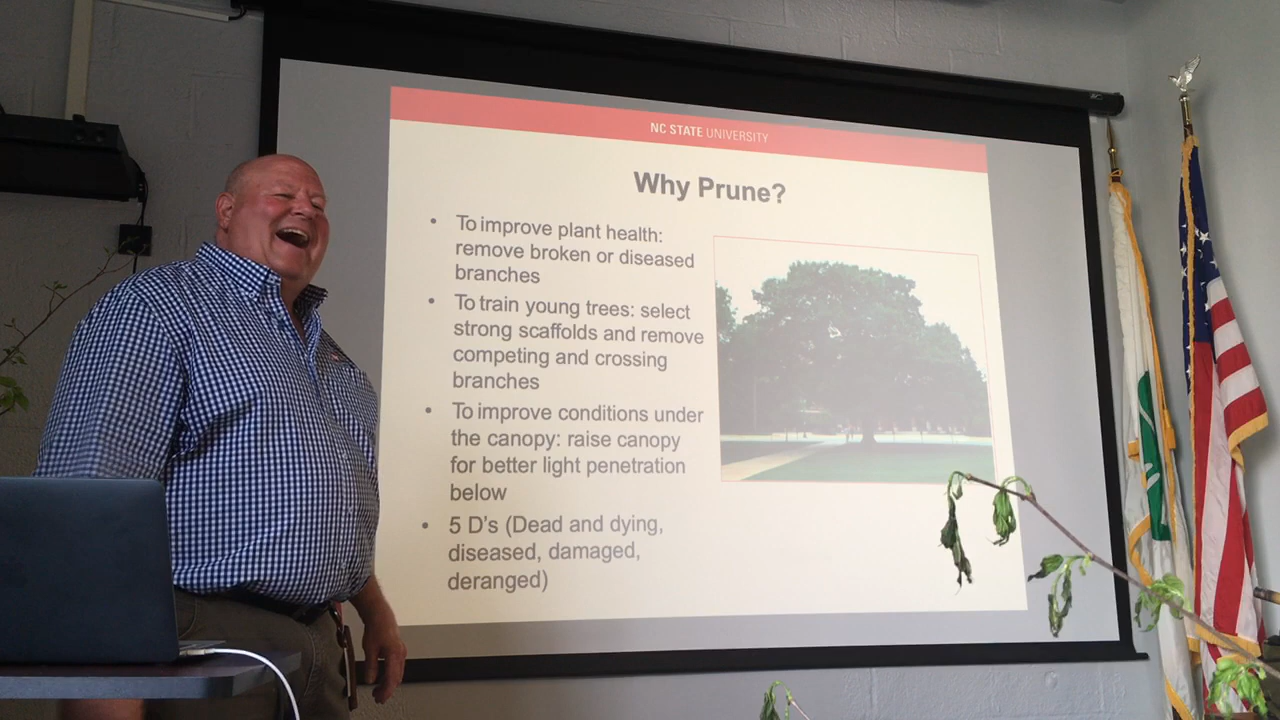 NC STATE UNIVERSITY
Why Prune?
• To improve plant health:
remove broken or diseased
branches
• To train young trees: select
strong scaffolds and remove
competing and crossing
branches
• To improve conditions under
the canopy: raise canopy
for better light penetration
below
• 5 D's (Dead and dying,
diseased, damaged,
deranged)